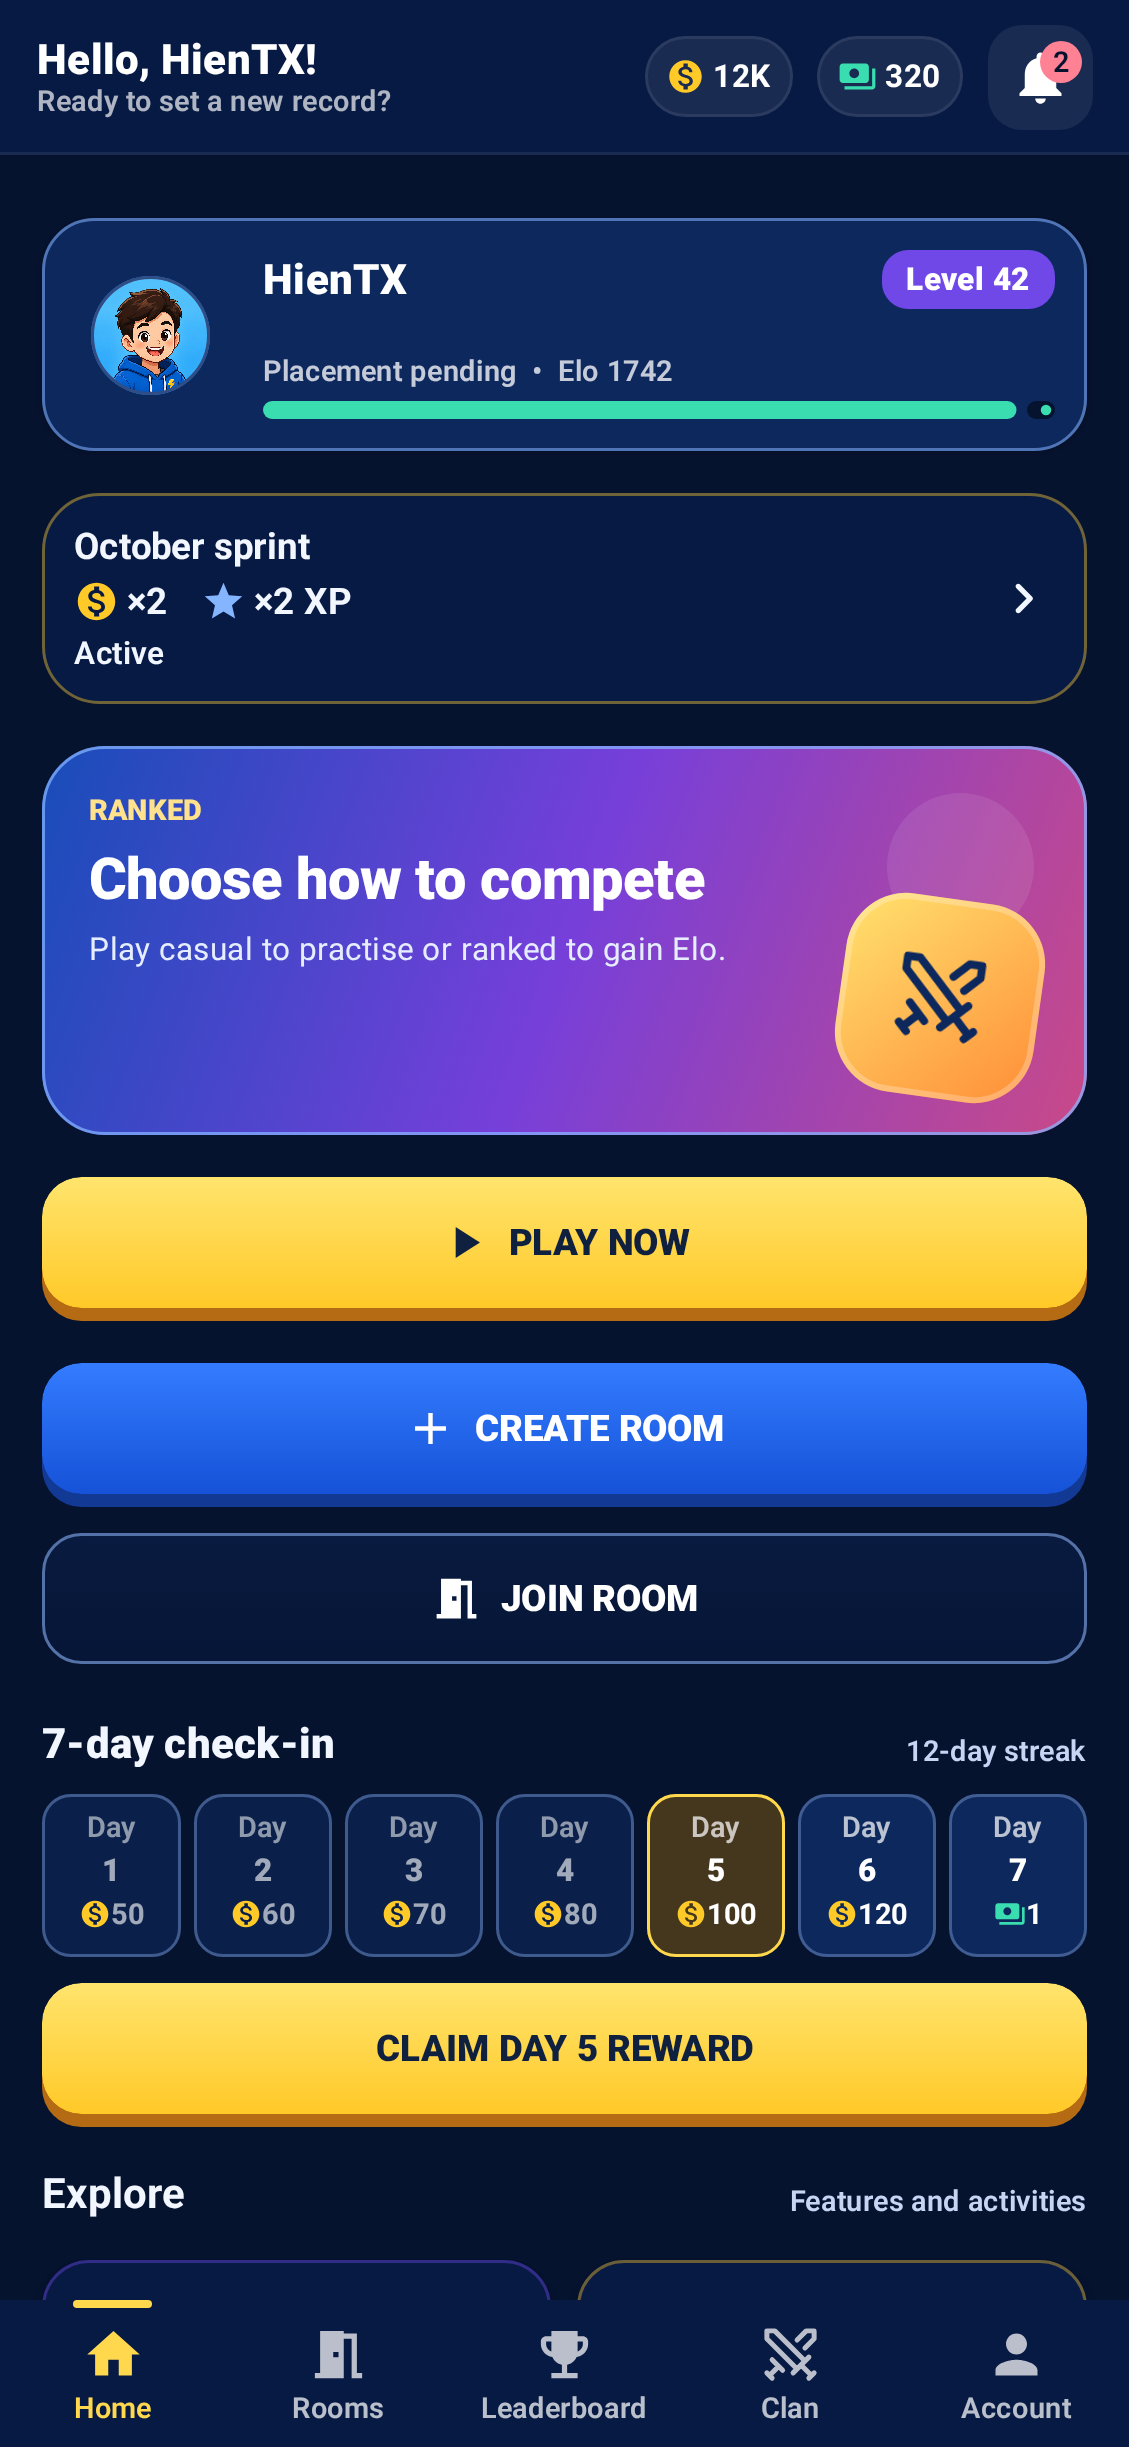 Hello, HienTX!
Ready to set a new record?
12K
320
2
HienTX
Level 42
Placement pending • Elo 1742
October sprint
×2 ×2 XP
Active
RANKED
Choose how to compete
Play casual to practise or ranked to gain Elo.
PLAY NOW
CREATE ROOM
JOIN ROOM
7-day check-in
12-day streak
Day 1 50
Day 2 60
Day 3 70
Day 4 80
Day 5 100
Day 6 120
Day 7 1
CLAIM DAY 5 REWARD
Explore
Features and activities
Home
Rooms
Leaderboard
Clan
Account